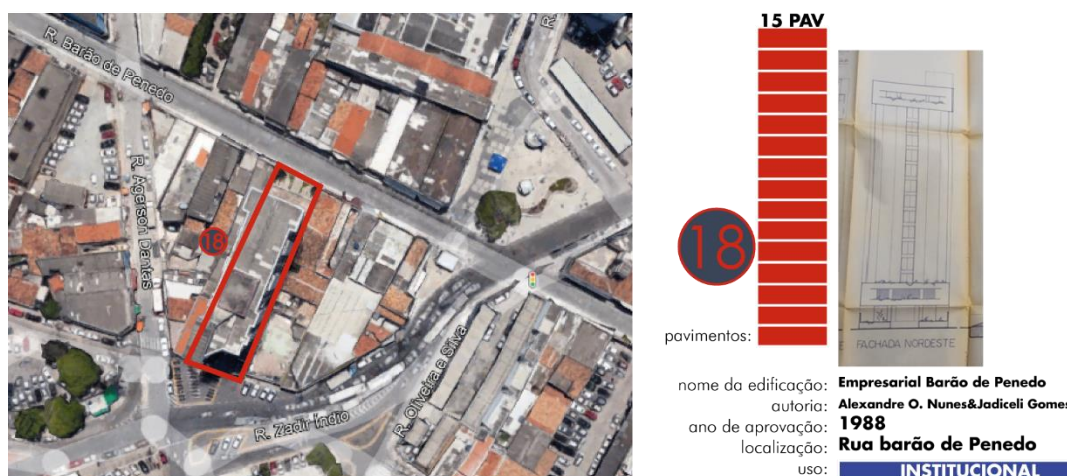 R. Barão de Penedo
R.
R. Agerson Dantas
18
R. Zadir Índio
R. Oliveira e Silva
15 PAV
18
pavimentos:
FACHADA NORDESTE
nome da edificação: Empresarial Barão de Penedo
autoria: Alexandre O. Nunes&Jadiceli Gomes
ano de aprovação: 1988
localização: Rua barão de Penedo
uso: INSTITUCIONAL